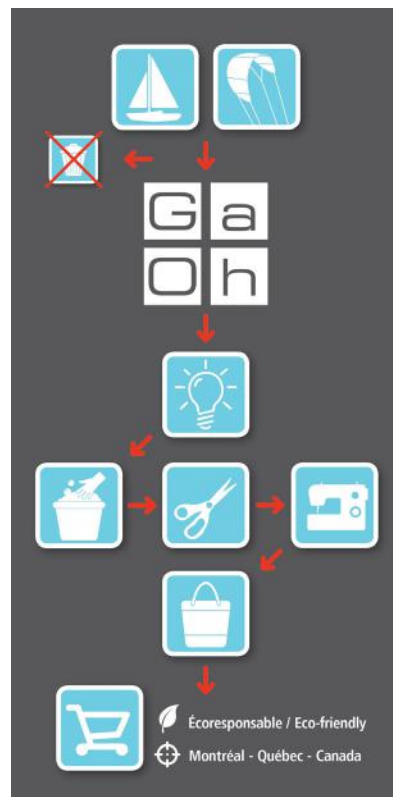 Ga
Oh
Écoresponsable / Eco-friendly
Montréal - Québec - Canada